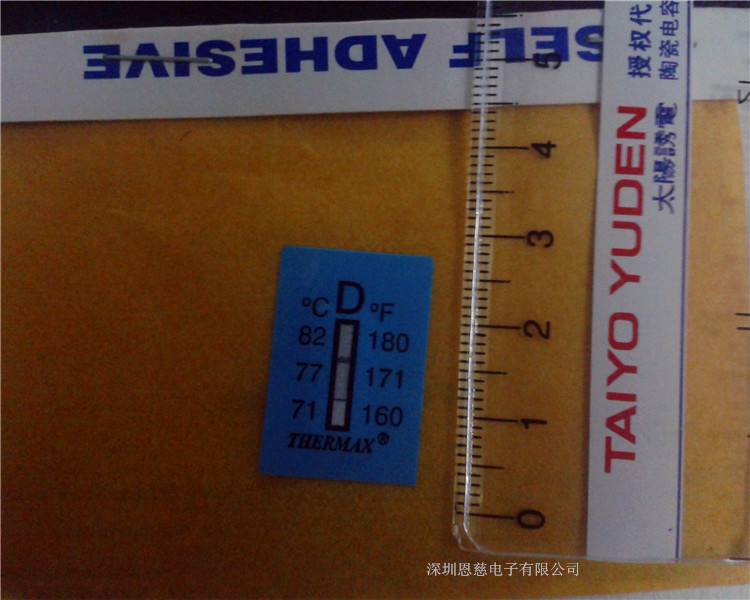 SELF ADHESIVE
°C D °F
82 180
77 171
71 160
THERMAX®
5
4
3
2
1
0
TAIYO YUDEN
太陽誘電
授权代
陶瓷电容
深圳恩慈电子有限公司